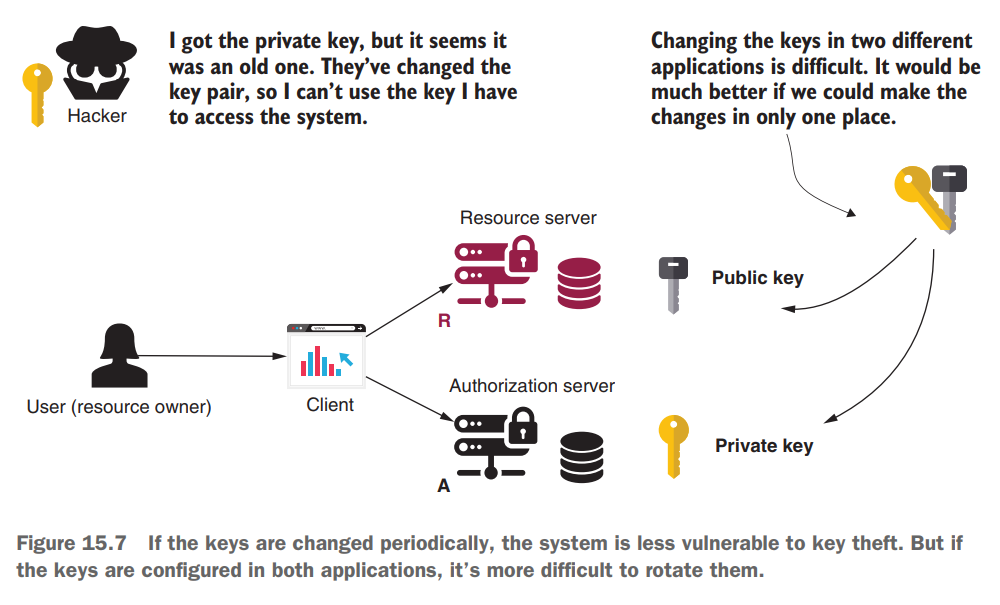 I got the private key, but it seems it
was an old one. They’ve changed the
key pair, so I can’t use the key I have
to access the system.
Hacker
Changing the keys in two different
applications is difficult. It would be
much better if we could make the
changes in only one place.
Resource server
R
Public key
User (resource owner)
Client
Authorization server
A
Private key
Figure 15.7 If the keys are changed periodically, the system is less vulnerable to key theft. But if
the keys are configured in both applications, it’s more difficult to rotate them.